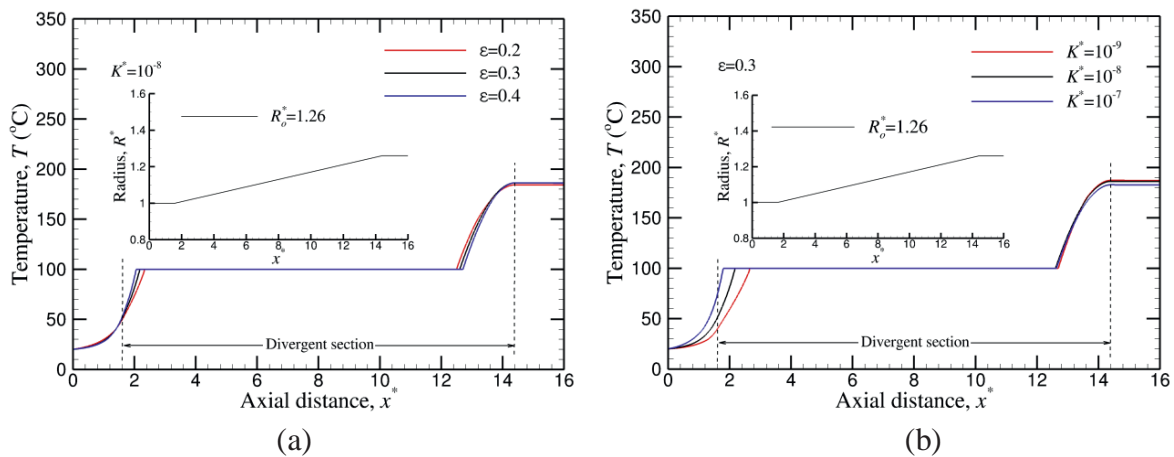 350
300
250
200
150
100
50
0
Temperature, T (°C)
ε=0.2
ε=0.3
ε=0.4
K*=10-8
1.6
1.4
1.2
1
0.8
Radius, R*
Ro*=1.26
0 2 4 6 8 10 12 14 16
x*
Divergent section
0 2 4 6 8 10 12 14 16
Axial distance, x*
(a)
350
300
250
200
150
100
50
0
Temperature, T (°C)
K*=10-9
K*=10-8
K*=10-7
ε=0.3
1.6
1.4
1.2
1
0.8
Radius, R*
Ro*=1.26
0 2 4 6 8 10 12 14 16
x*
Divergent section
0 2 4 6 8 10 12 14 16
Axial distance, x*
(b)